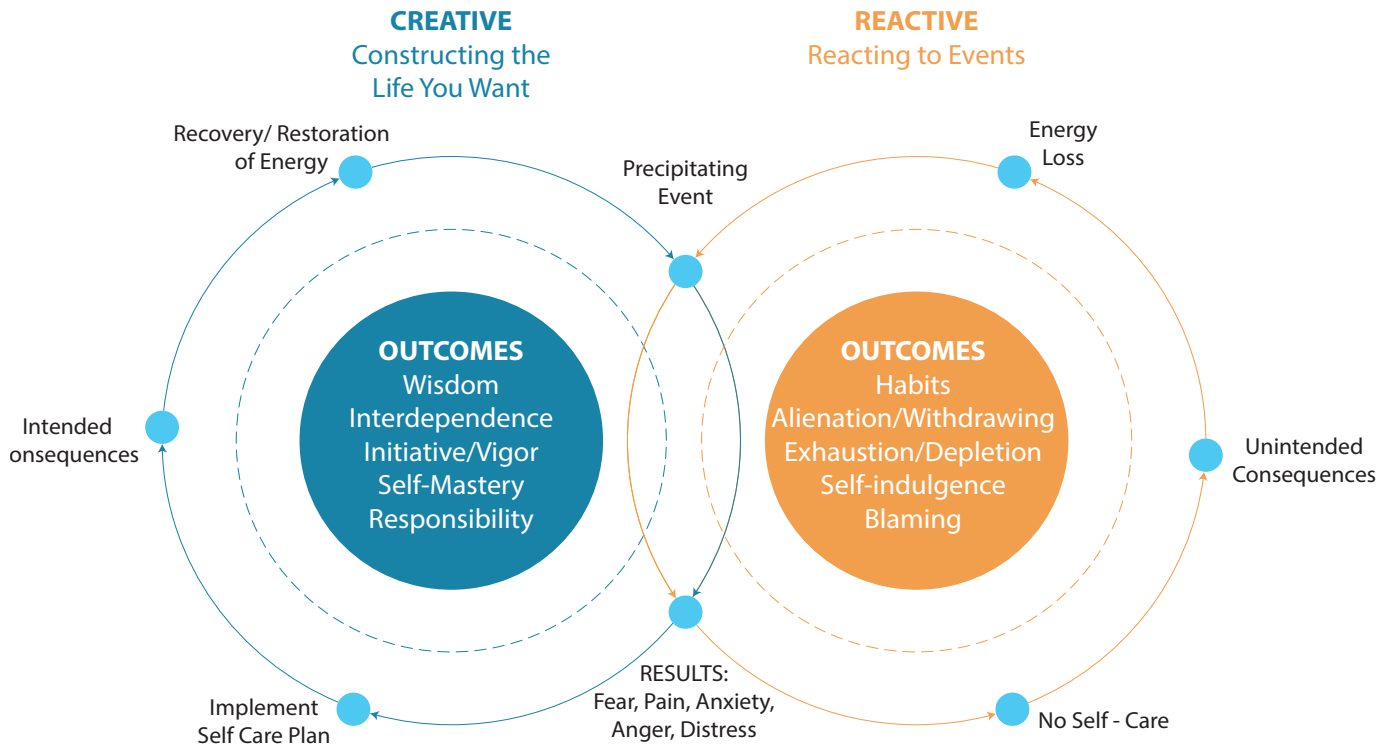 CREATIVE
Constructing the
Life You Want
REACTIVE
Reacting to Events
Recovery/ Restoration
of Energy
Precipitating
Event
Energy
Loss
OUTCOMES
Wisdom
Interdependence
Initiative/Vigor
Self-Mastery
Responsibility
OUTCOMES
Habits
Alienation/Withdrawing
Exhaustion/Depletion
Self-indulgence
Blaming
Intended
onsequences
Unintended
Consequences
Implement
Self Care Plan
RESULTS:
Fear, Pain, Anxiety,
Anger, Distress
No Self - Care